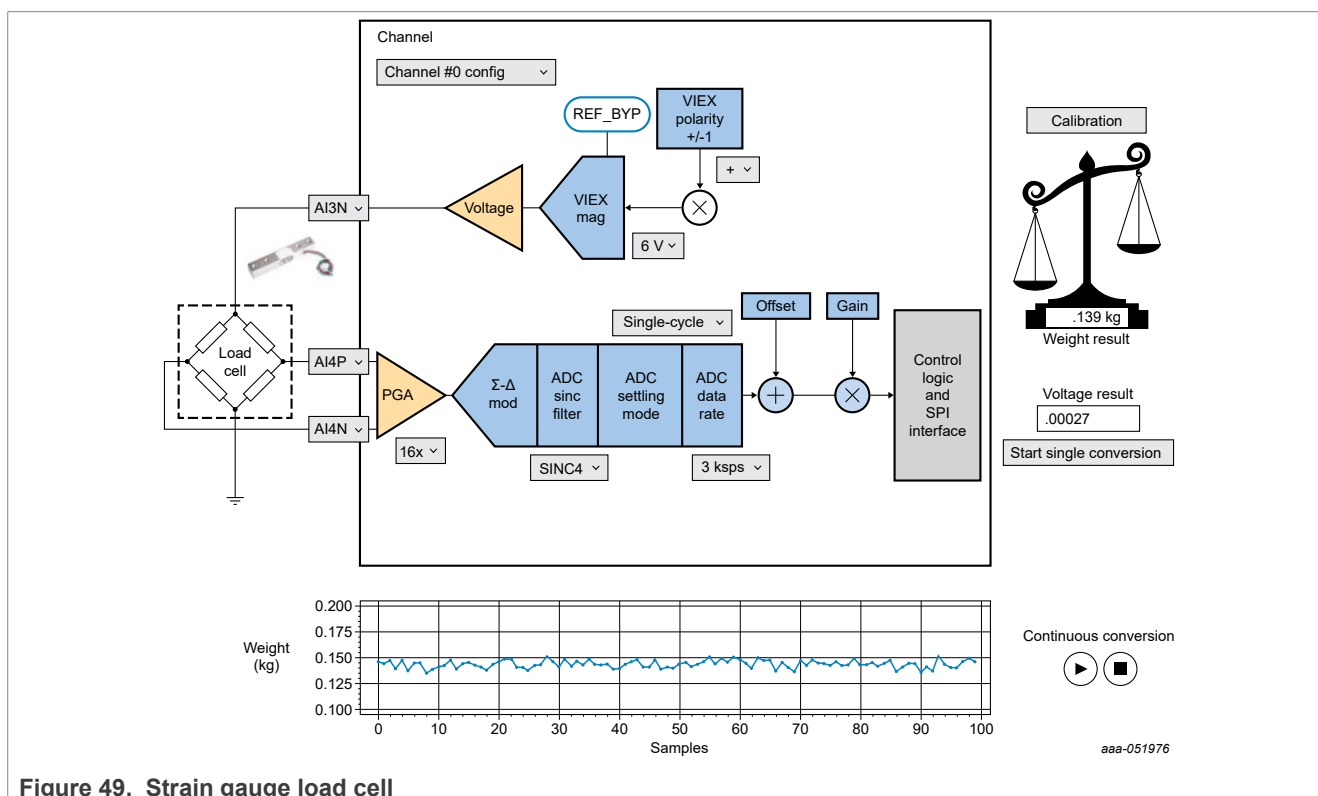 Channel
Channel #0 config
REF_BYP
VIEX
polarity
+/-1
+
AI3N
Voltage
VIEX
mag
×
6 V
Calibration
.139 kg
Weight result
Load
cell
AI4P
AI4N
PGA
16x
Σ-Δ
mod
ADC
sinc
filter
SINC4
Single-cycle
ADC
settling
mode
ADC
data
rate
3 ksps
Offset
+
Gain
×
Control
logic
and
SPI
interface
Voltage result
.00027
Start single conversion
Weight
(kg)
0.200
0.175
0.150
0.125
0.100
0 10 20 30 40 50 60 70 80 90 100
Samples
Continuous conversion
aaa-051976
Figure 49. Strain gauge load cell